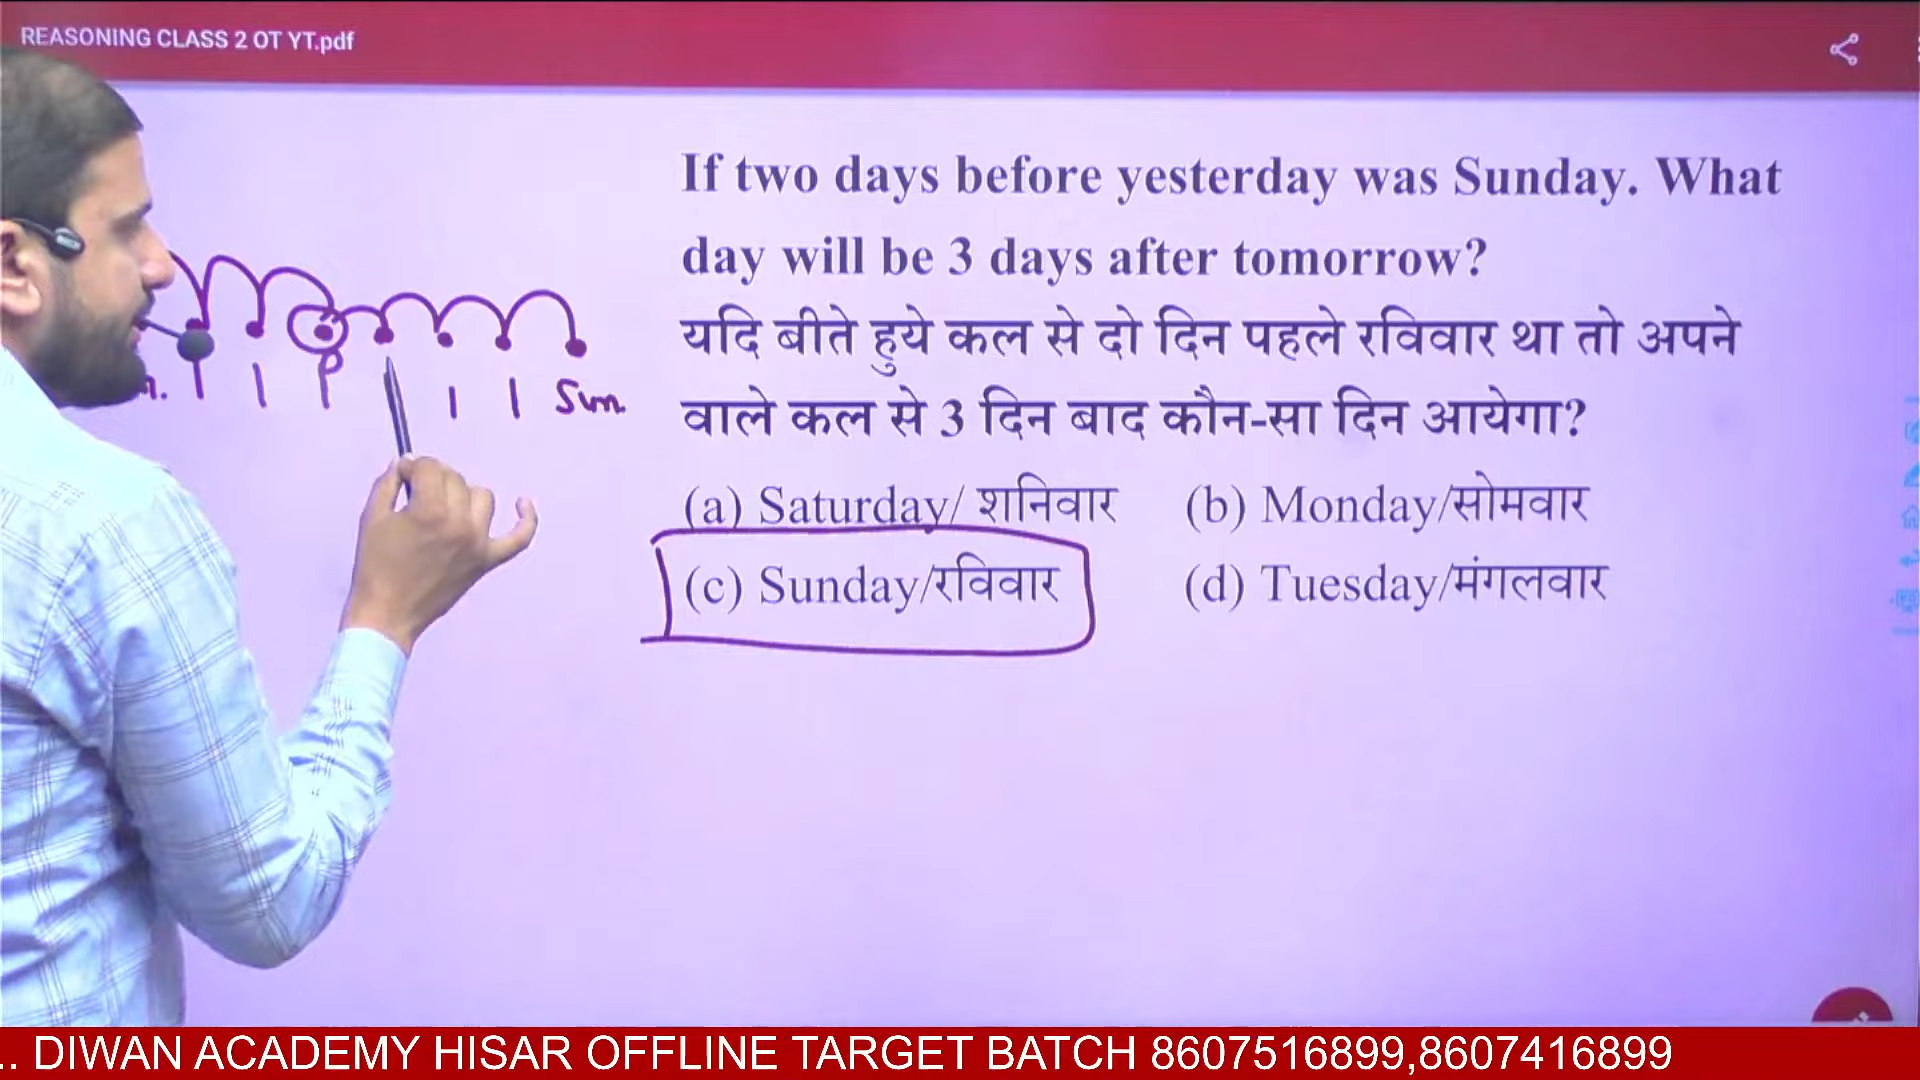 REASONING CLASS 2 OT YT.pdf
If two days before yesterday was Sunday. What
day will be 3 days after tomorrow?
यदि बीते हुये कल से दो दिन पहले रविवार था तो अपने
वाले कल से 3 दिन बाद कौन-सा दिन आयेगा?
Sun.
(a) Saturday/ शनिवार (b) Monday/सोमवार
(c) Sunday/रविवार (d) Tuesday/मंगलवार
.. DIWAN ACADEMY HISAR OFFLINE TARGET BATCH 8607516899,8607416899